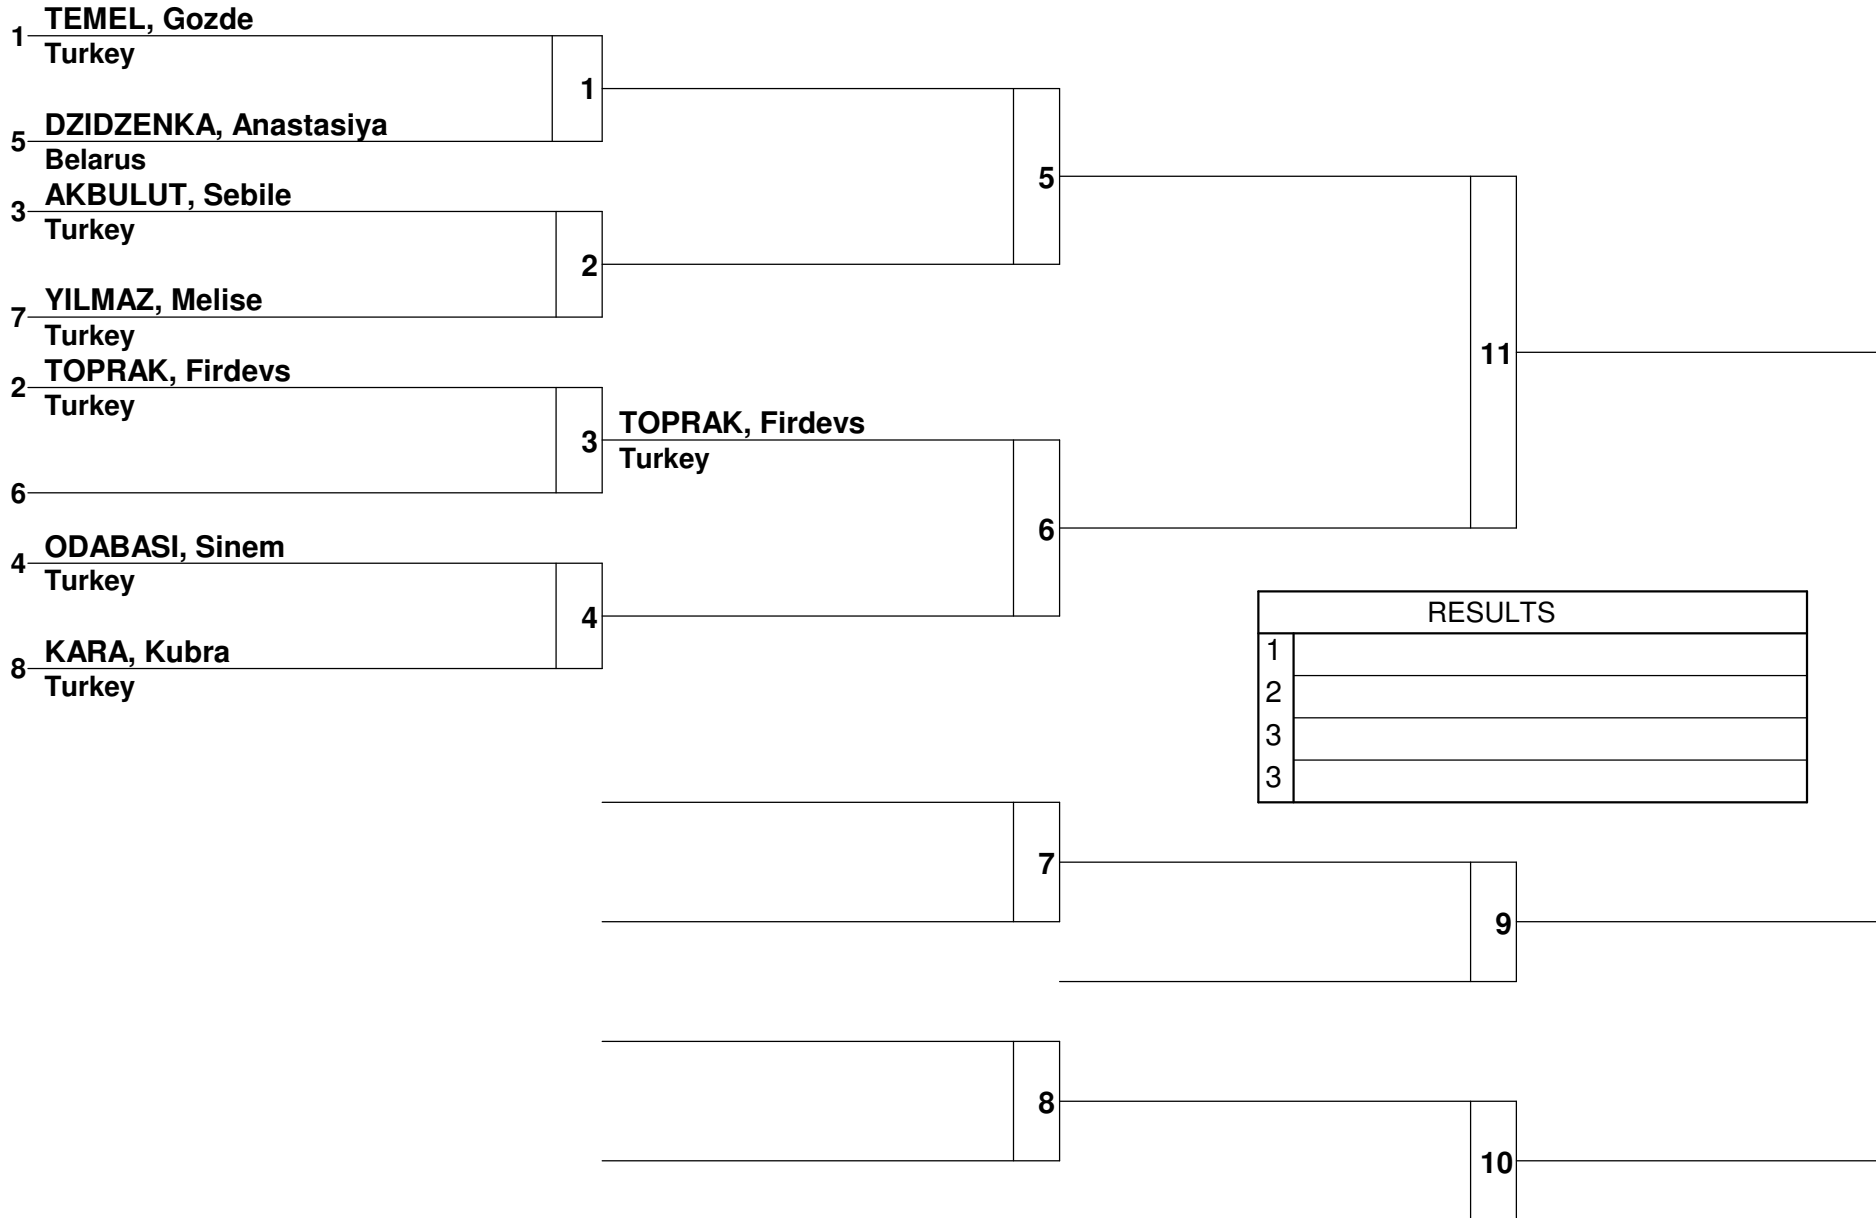 1 TEMEL, Gozde
Turkey
1
5 DZIDZENKA, Anastasiya
Belarus
5
3 AKBULUT, Sebile
Turkey
2
7 YILMAZ, Melise
Turkey
11
2 TOPRAK, Firdevs
Turkey
3 TOPRAK, Firdevs
Turkey
6
6
4 ODABASI, Sinem
Turkey
4
8 KARA, Kubra
Turkey
RESULTS
1
2
3
3
7
9
8
10